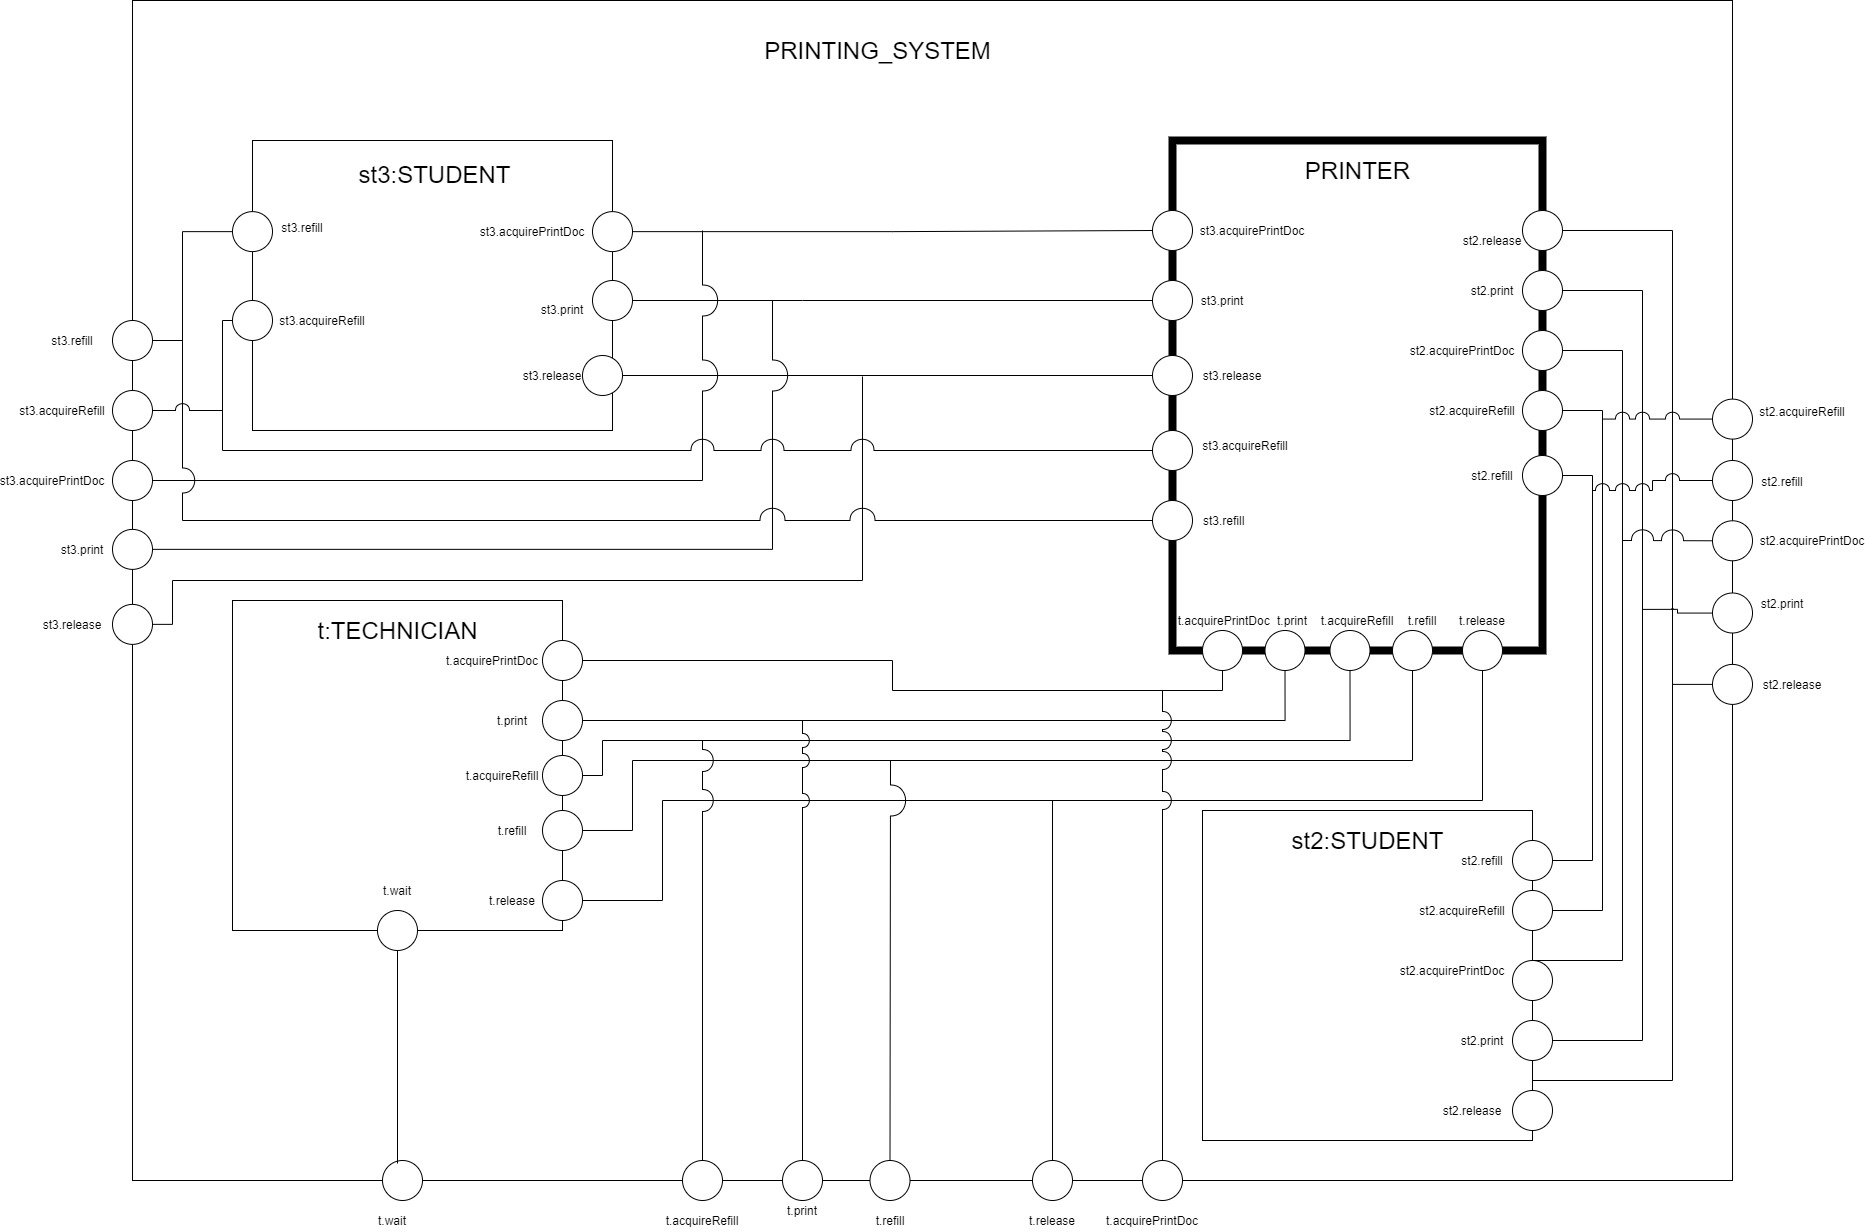 PRINTING_SYSTEM
st3:STUDENT
st3.refill
st3.acquirePrintDoc
st3.acquireRefill
st3.print
st3.release
PRINTER
st3.acquirePrintDoc
st3.print
st3.release
st3.acquireRefill
st3.refill
st2.release
st2.print
st2.acquirePrintDoc
st2.acquireRefill
st2.refill
t.acquirePrintDoc
t.print
t.acquireRefill
t.refill
t.release
st3.refill
st3.acquireRefill
st3.acquirePrintDoc
st3.print
st3.release
st2.acquireRefill
st2.refill
st2.acquirePrintDoc
st2.print
st2.release
t:TECHNICIAN
t.acquirePrintDoc
t.print
t.acquireRefill
t.refill
t.release
t.wait
st2:STUDENT
st2.refill
st2.acquireRefill
st2.acquirePrintDoc
st2.print
st2.release
t.wait
t.acquireRefill
t.print
t.refill
t.release
t.acquirePrintDoc